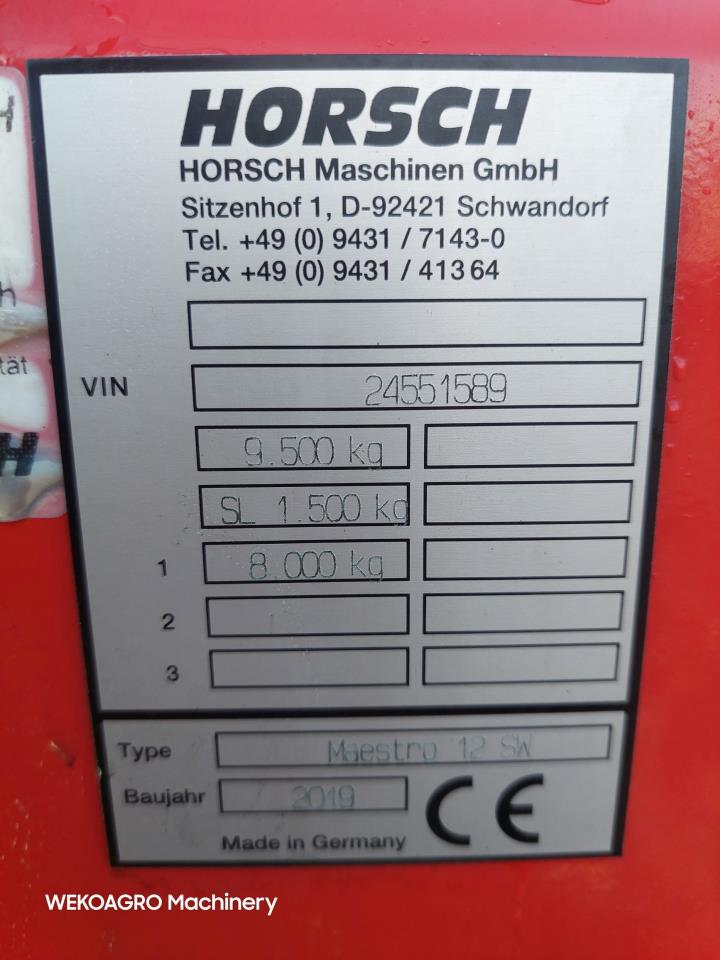 HORSCH
HORSCH Maschinen GmbH
Sitzenhof 1, D-92421 Schwandorf
Tel. +49 (0) 9431 / 7143-0
Fax +49 (0) 9431 / 41364
VIN 24551589
9.500 kg
SL 1.500 kg
1 8.000 kg
2
3
Type Maestro 12 SW
Baujahr 2019
CE
Made in Germany
WEKOAGRO Machinery